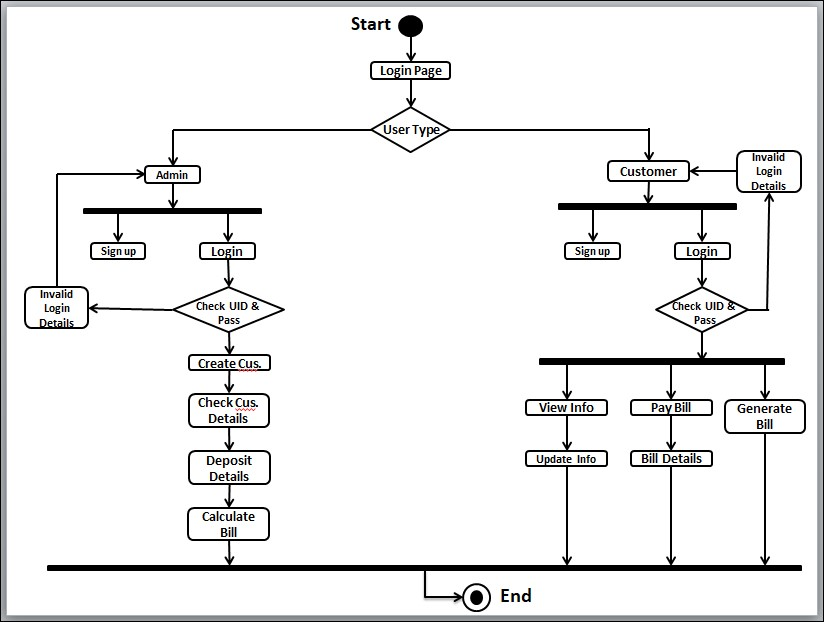 Start
Login Page
User Type
Admin
Customer
Invalid
Login
Details
Sign up
Login
Sign up
Login
Invalid
Login
Details
Check UID &
Pass
Check UID &
Pass
Create Cus.
Check Cus.
Details
Deposit
Details
Calculate
Bill
View Info
Pay Bill
Generate
Bill
Update Info
Bill Details
End